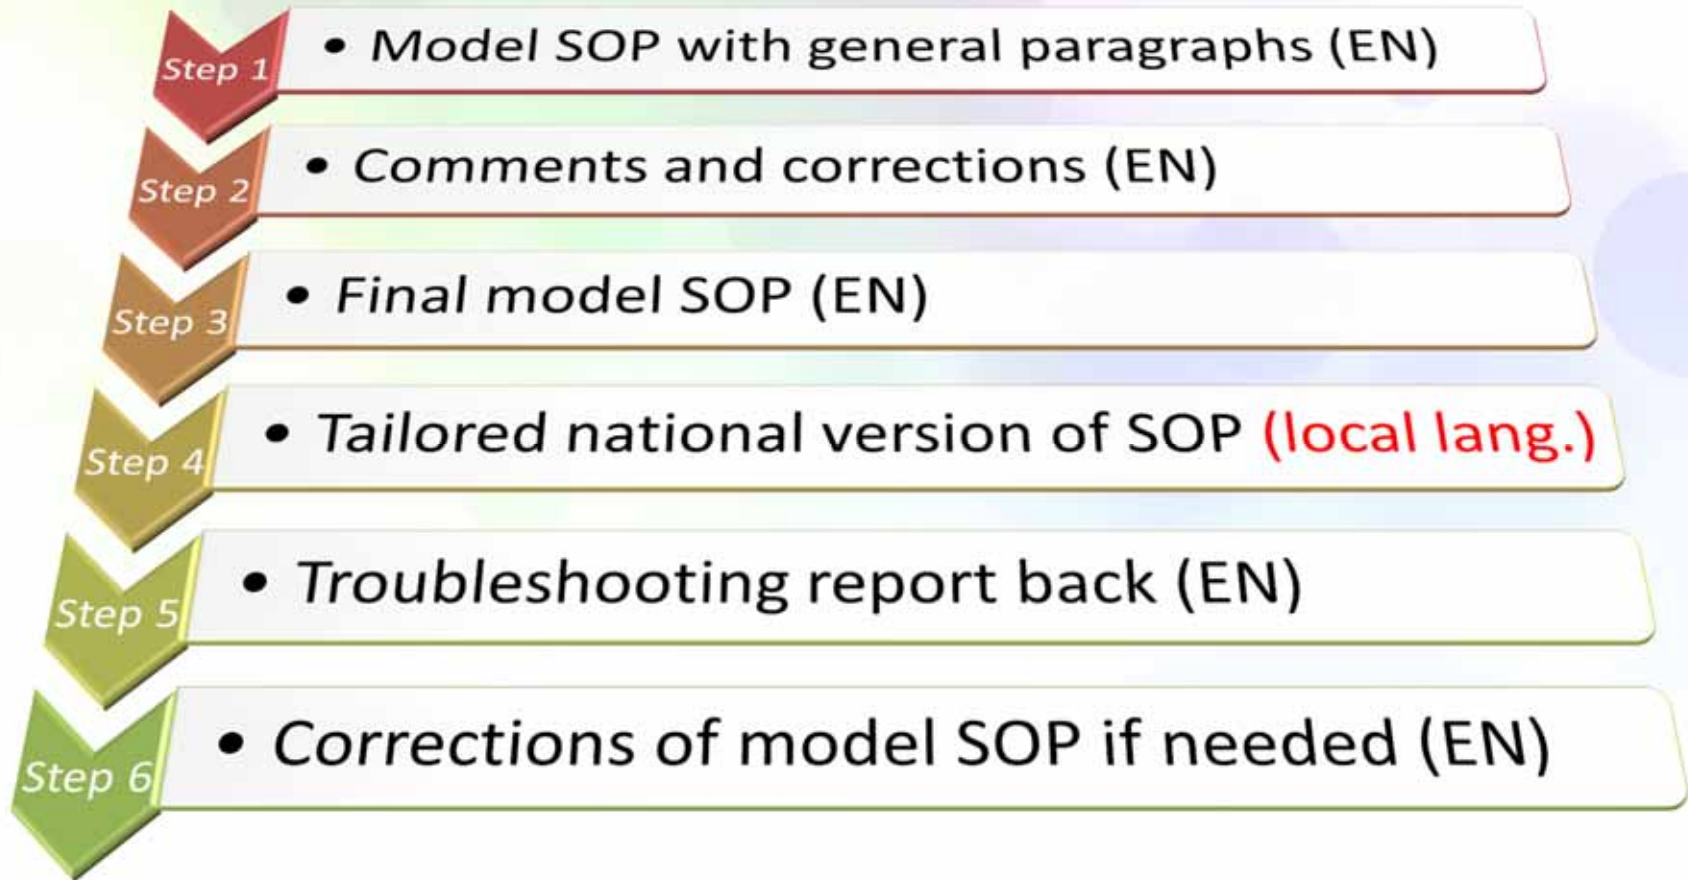 Step 1
• Model SOP with general paragraphs (EN)
Step 2
• Comments and corrections (EN)
Step 3
• Final model SOP (EN)
Step 4
• Tailored national version of SOP (local lang.)
Step 5
• Troubleshooting report back (EN)
Step 6
• Corrections of model SOP if needed (EN)